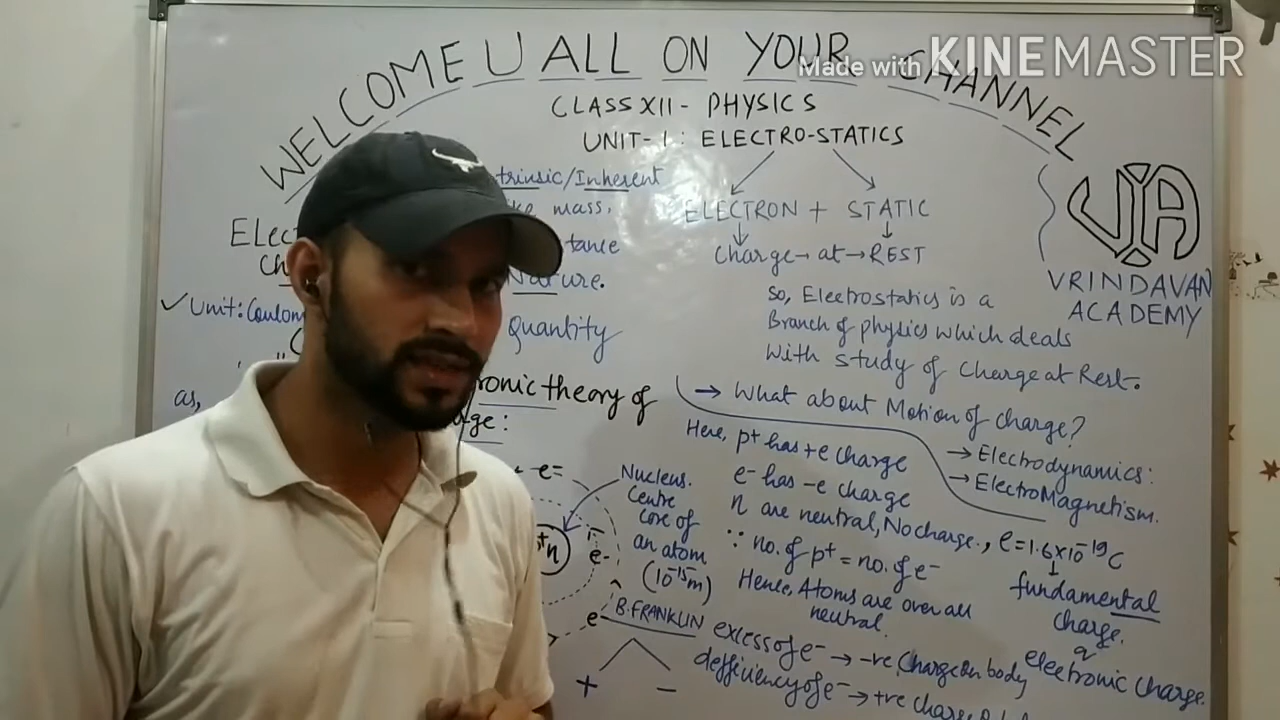 WELCOME U ALL ON YOUR CHANNEL
Made with KINEMASTER
CLASS XII - PHYSICS
UNIT-1: ELECTRO-STATICS
ELECTRON + STATIC
Charge → at → REST
So, Electrostatics is a
Branch of physics which deals
With study of Charge at Rest.
→ What about Motion of charge?
→ Electrodynamics:
→ ElectroMagnetism.
VA
VRINDAVAN
ACADEMY
trinsic/Inherent
mass,
Elec
tance
Ch
Nature.
✓ Unit: Coulom
quantity
as,
ronic theory of
ge:
e-
Nucleus.
Centre
Core of
an atom
(10⁻¹⁵m)
n
e-
e-
B. FRANKLIN
+ -
Here, p⁺ has +e charge
e⁻ has -e charge
n are neutral, No charge., e = 1.6×10⁻¹⁹C
∵ no. of p⁺ = no. of e⁻
Hence, Atoms are over all
neutral.
fundamental
charge.
or
electronic charge.
excess of e⁻ → -ve Charge on body
defficiency of e⁻ → +ve charge